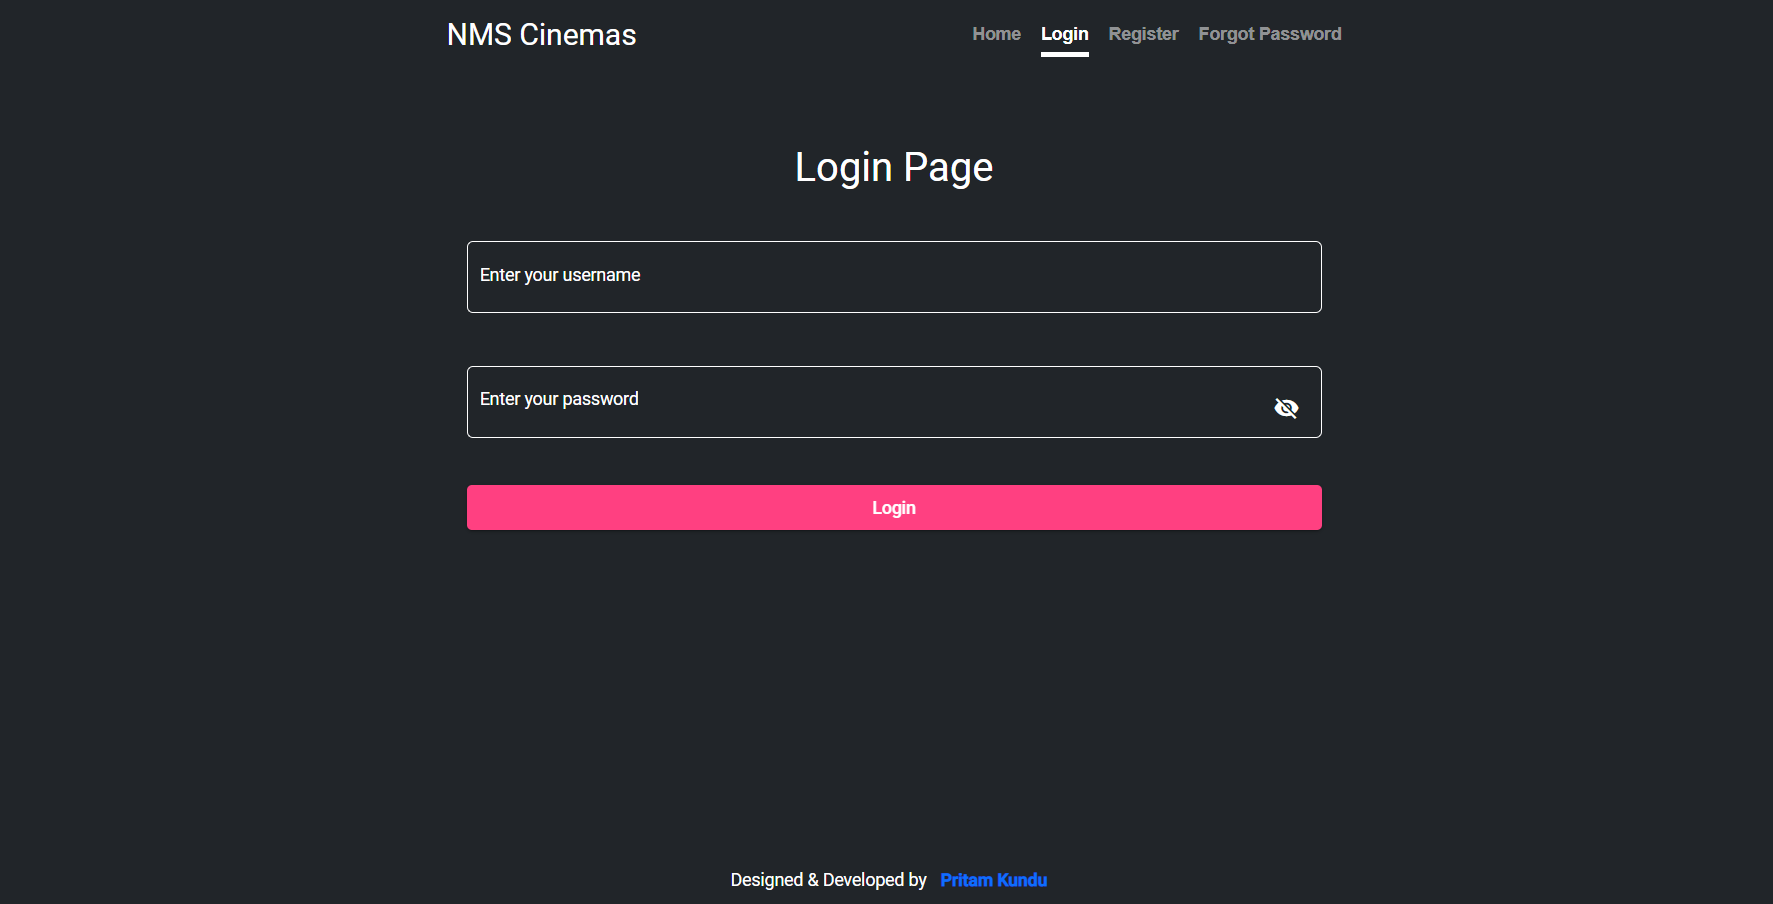 NMS Cinemas Home Login Register Forgot Password
Login Page
Enter your username
Enter your password
Login
Designed & Developed by Pritam Kundu